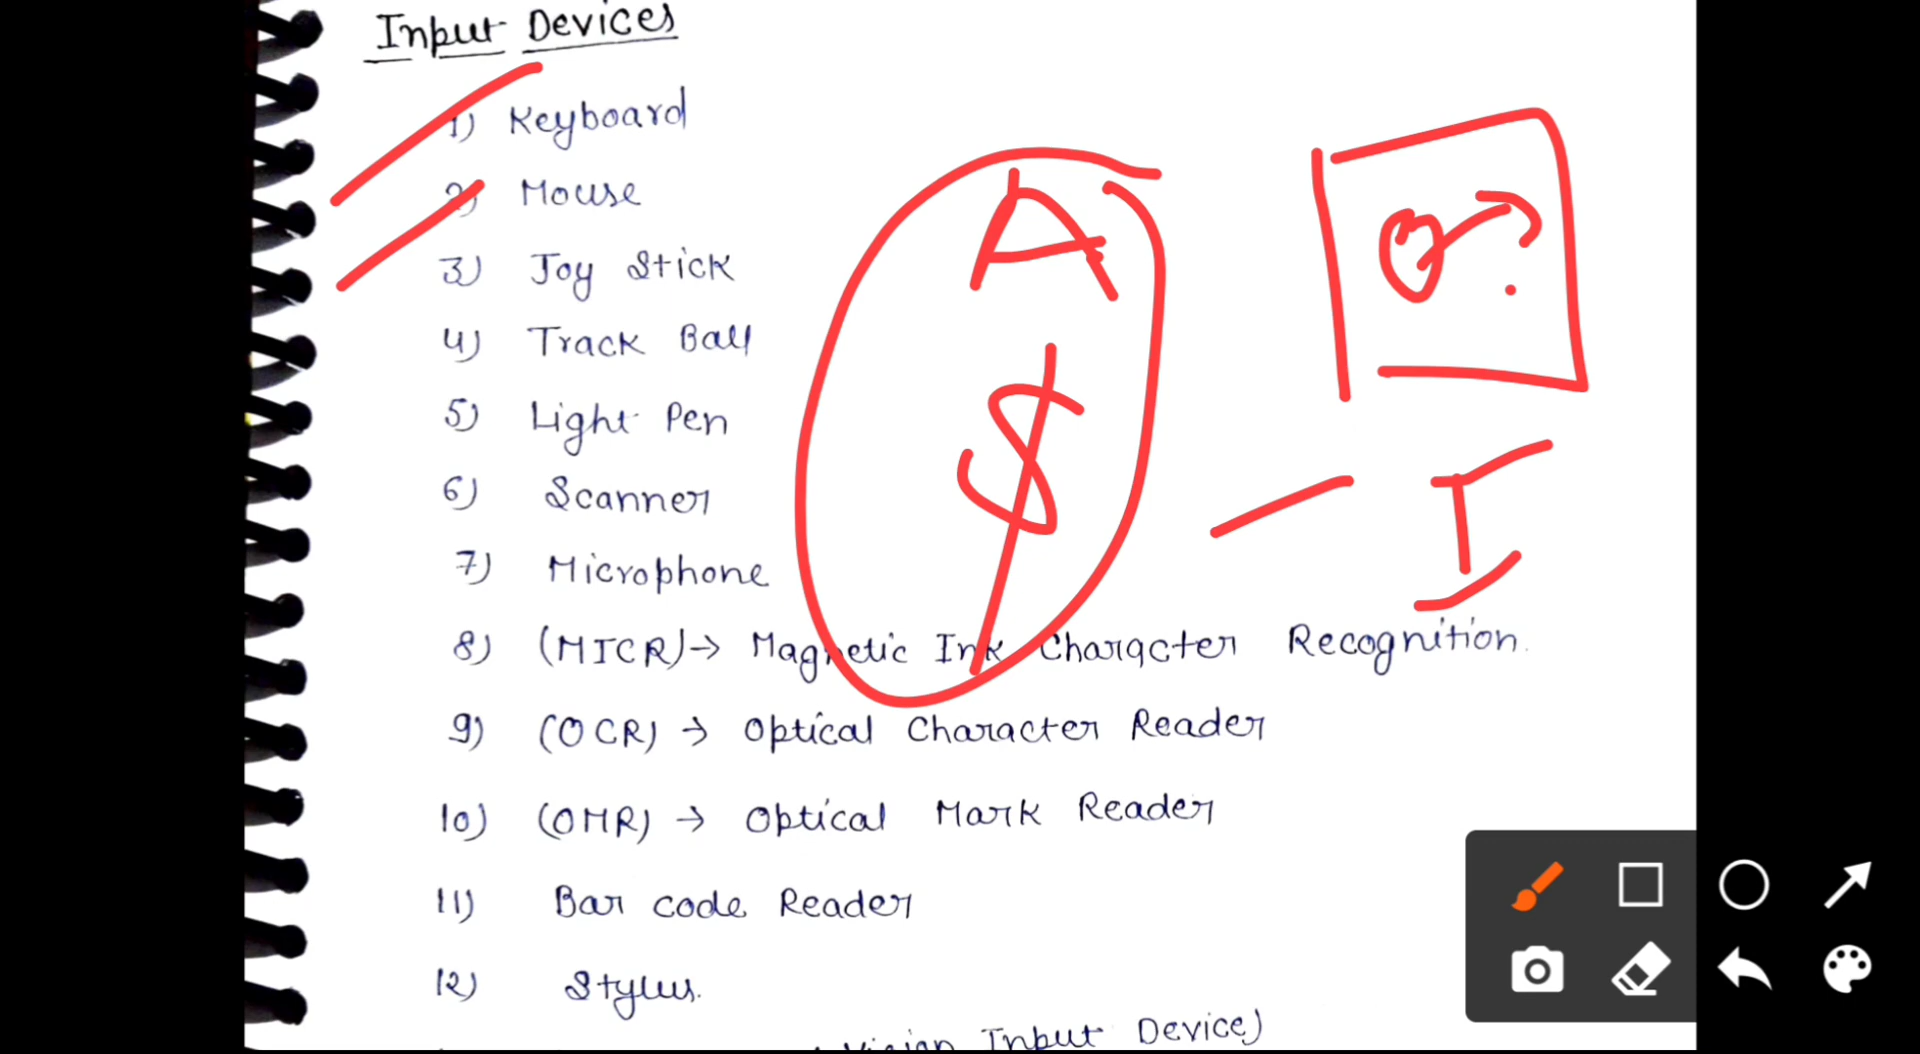 Input Devices
1) Keyboard
2) Mouse
3) Joy Stick
4) Track Ball
5) Light Pen
6) Scanner
7) Microphone
8) (MICR)→ Magnetic Ink Character Recognition.
9) (OCR) → Optical Character Reader
10) (OMR) → Optical Mark Reader
11) Bar code Reader
12) Stylus.
Vision Input Device)
A
$
?
I